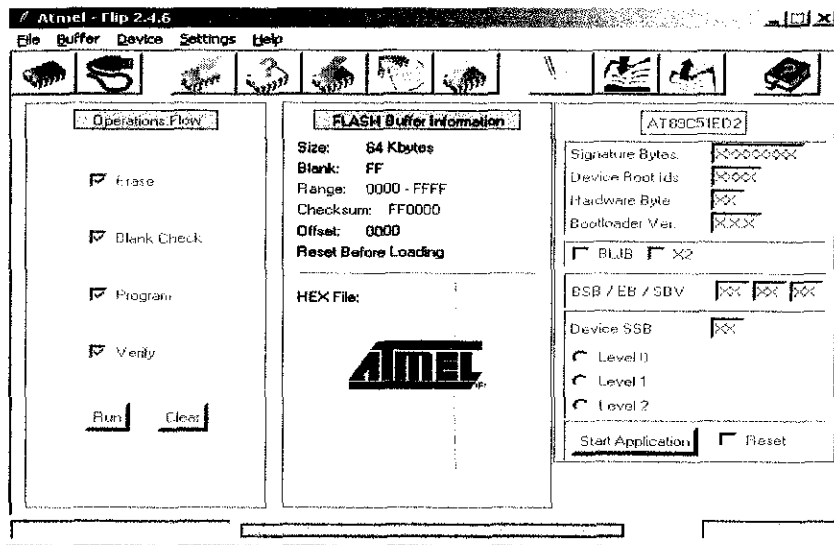 Atmel - Flip 2.4.6
File Buffer Device Settings Help
Operations Flow
Erase
Blank Check
Program
Verify
Run Clear
FLASH Buffer Information
Size: 64 Kbytes
Blank: FF
Range: 0000 - FFFF
Checksum: FF0000
Offset: 0000
Reset Before Loading
HEX File:
ATMEL
AT89C51ED2
Signature Bytes XXXXXXXX
Device Boot Ids XXXX
Hardware Byte XX
Bootloader Ver. X.X.X
BLJB X2
BSB / EB / SBV XX XX XX
Device SSB XX
Level 0
Level 1
Level 2
Start Application Reset